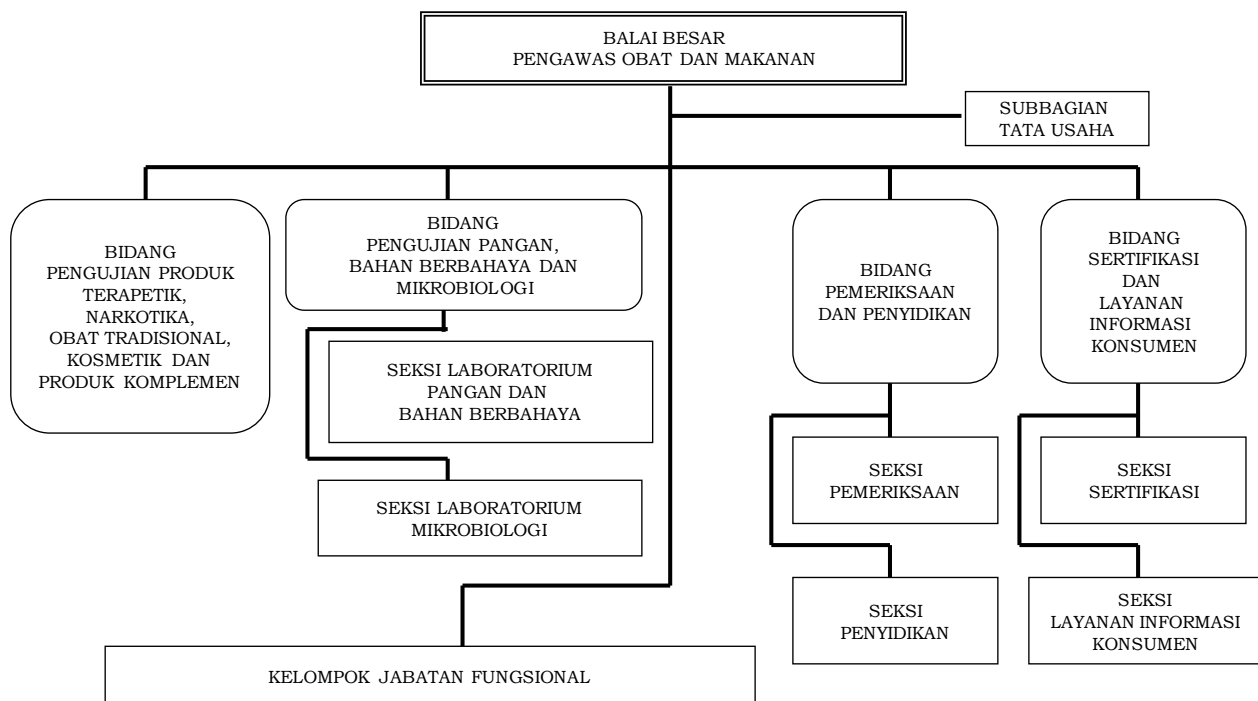 BALAI BESAR
PENGAWAS OBAT DAN MAKANAN
SUBBAGIAN
TATA USAHA
BIDANG
PENGUJIAN PRODUK
TERAPETIK,
NARKOTIKA,
OBAT TRADISIONAL,
KOSMETIK DAN
PRODUK KOMPLEMEN
BIDANG
PENGUJIAN PANGAN,
BAHAN BERBAHAYA DAN
MIKROBIOLOGI
SEKSI LABORATORIUM
PANGAN DAN
BAHAN BERBAHAYA
SEKSI LABORATORIUM
MIKROBIOLOGI
BIDANG
PEMERIKSAAN
DAN PENYIDIKAN
SEKSI
PEMERIKSAAN
SEKSI
PENYIDIKAN
BIDANG
SERTIFIKASI
DAN
LAYANAN
INFORMASI
KONSUMEN
SEKSI
SERTIFIKASI
SEKSI
LAYANAN INFORMASI
KONSUMEN
KELOMPOK JABATAN FUNGSIONAL